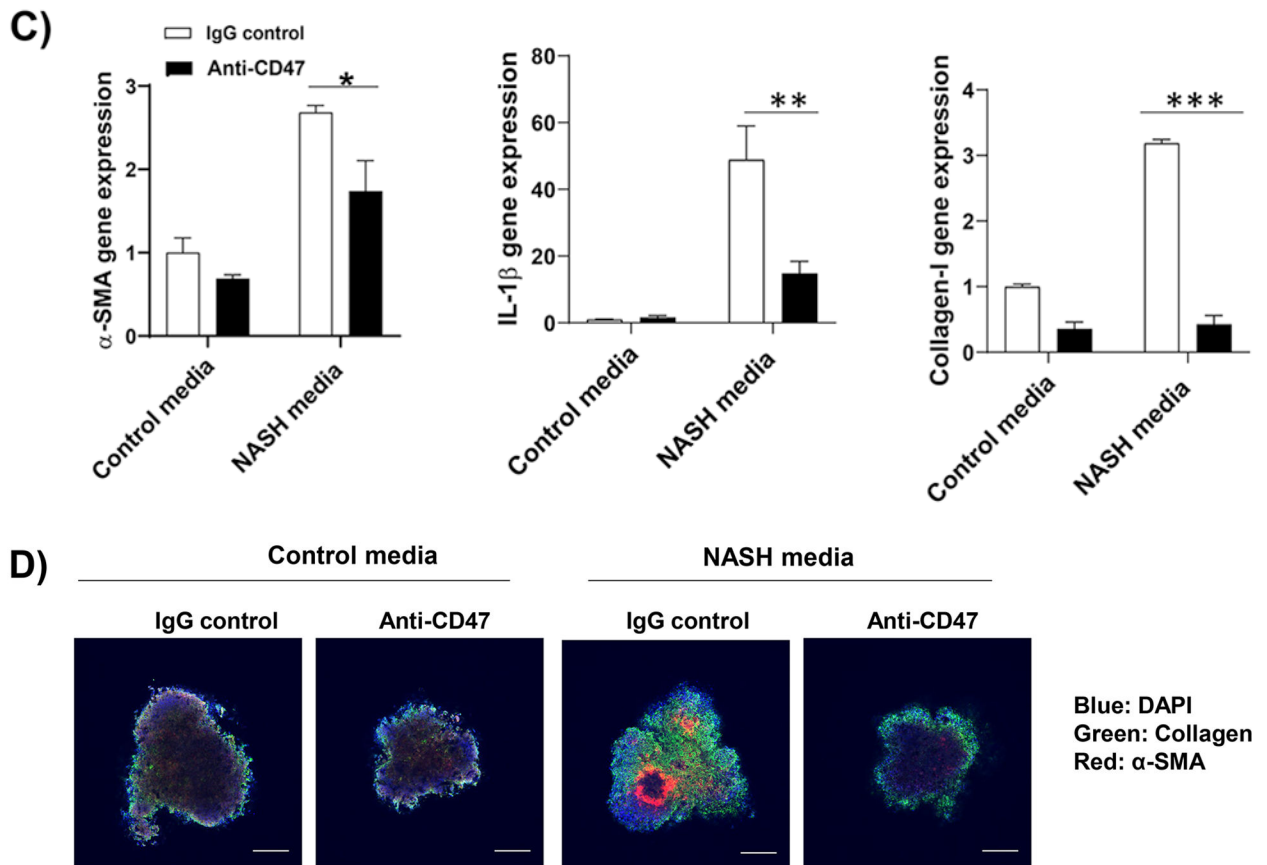 C)
IgG control
Anti-CD47
α-SMA gene expression
3
2
1
0
*
Control media
NASH media
IL-1β gene expression
80
60
40
20
0
**
Control media
NASH media
Collagen-I gene expression
4
3
2
1
0
***
Control media
NASH media
D)
Control media
NASH media
IgG control
Anti-CD47
IgG control
Anti-CD47
Blue: DAPI
Green: Collagen
Red: α-SMA